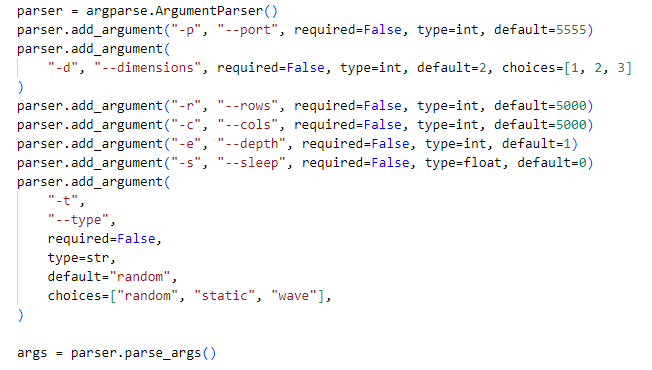 parser = argparse.ArgumentParser()
parser.add_argument("-p", "--port", required=False, type=int, default=5555)
parser.add_argument(
    "-d", "--dimensions", required=False, type=int, default=2, choices=[1, 2, 3]
)
parser.add_argument("-r", "--rows", required=False, type=int, default=5000)
parser.add_argument("-c", "--cols", required=False, type=int, default=5000)
parser.add_argument("-e", "--depth", required=False, type=int, default=1)
parser.add_argument("-s", "--sleep", required=False, type=float, default=0)
parser.add_argument(
    "-t",
    "--type",
    required=False,
    type=str,
    default="random",
    choices=["random", "static", "wave"],
)

args = parser.parse_args()